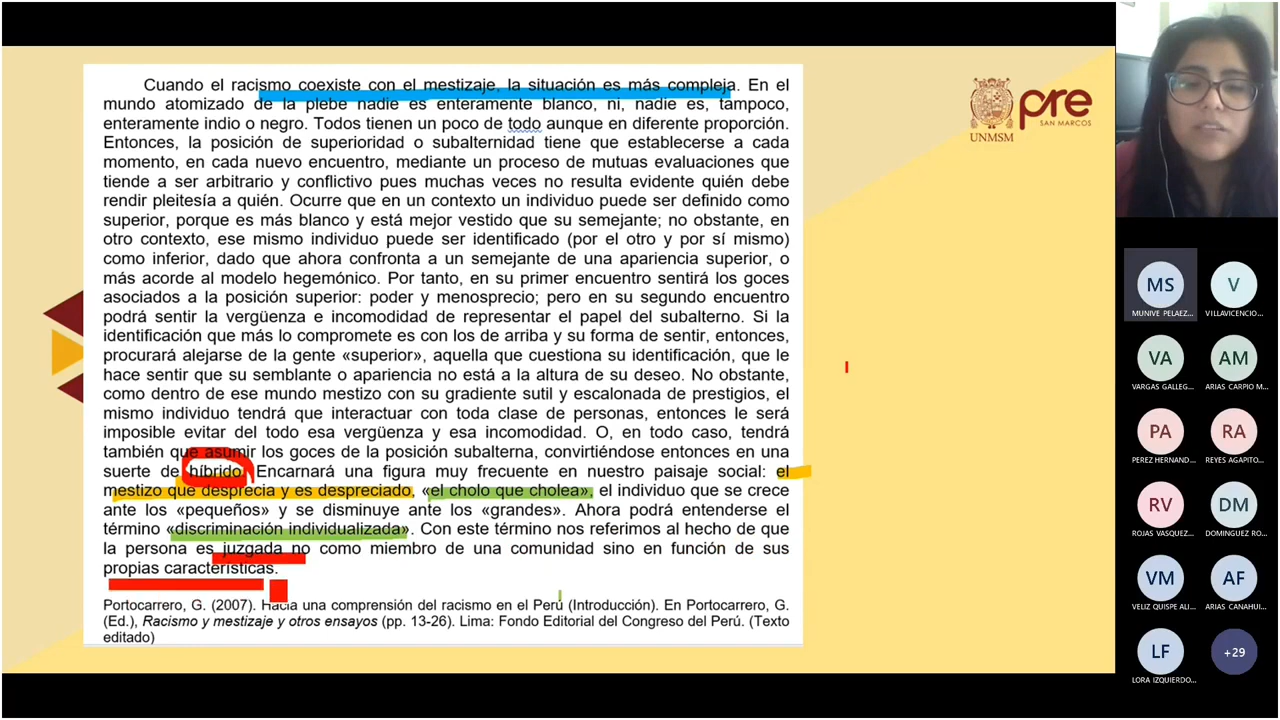 Cuando el racismo coexiste con el mestizaje, la situación es más compleja. En el
mundo atomizado de la plebe nadie es enteramente blanco, ni, nadie es, tampoco,
enteramente indio o negro. Todos tienen un poco de todo aunque en diferente proporción.
Entonces, la posición de superioridad o subalternidad tiene que establecerse a cada
momento, en cada nuevo encuentro, mediante un proceso de mutuas evaluaciones que
tiende a ser arbitrario y conflictivo pues muchas veces no resulta evidente quién debe
rendir pleitesía a quién. Ocurre que en un contexto un individuo puede ser definido como
superior, porque es más blanco y está mejor vestido que su semejante; no obstante, en
otro contexto, ese mismo individuo puede ser identificado (por el otro y por sí mismo)
como inferior, dado que ahora confronta a un semejante de una apariencia superior, o
más acorde al modelo hegemónico. Por tanto, en su primer encuentro sentirá los goces
asociados a la posición superior: poder y menosprecio; pero en su segundo encuentro
podrá sentir la vergüenza e incomodidad de representar el papel del subalterno. Si la
identificación que más lo compromete es con los de arriba y su forma de sentir, entonces,
procurará alejarse de la gente «superior», aquella que cuestiona su identificación, que le
hace sentir que su semblante o apariencia no está a la altura de su deseo. No obstante,
como dentro de ese mundo mestizo con su gradiente sutil y escalonada de prestigios, el
mismo individuo tendrá que interactuar con toda clase de personas, entonces le será
imposible evitar del todo esa vergüenza y esa incomodidad. O, en todo caso, tendrá
también que asumir los goces de la posición subalterna, convirtiéndose entonces en una
suerte de híbrido. Encarnará una figura muy frecuente en nuestro paisaje social: el
mestizo que desprecia y es despreciado, «el cholo que cholea», el individuo que se crece
ante los «pequeños» y se disminuye ante los «grandes». Ahora podrá entenderse el
término «discriminación individualizada». Con este término nos referimos al hecho de que
la persona es juzgada no como miembro de una comunidad sino en función de sus
propias características.
Portocarrero, G. (2007). Hacia una comprensión del racismo en el Perú (Introducción). En Portocarrero, G.
(Ed.), Racismo y mestizaje y otros ensayos (pp. 13-26). Lima: Fondo Editorial del Congreso del Perú. (Texto
editado)
UNMSM
pre
SAN MARCOS
MS
V
MUNIVE PELAEZ...
VILLAVICENCIO...
VA
AM
VARGAS GALLEG...
ARIAS CARPIO M...
PA
RA
PEREZ HERNAND...
REYES AGAPITO...
RV
DM
ROJAS VASQUEZ...
DOMINGUEZ RO...
VM
AF
VELIZ QUISPE ALI...
ARIAS CANAHUI...
LF
+29
LORA IZQUIERDO...